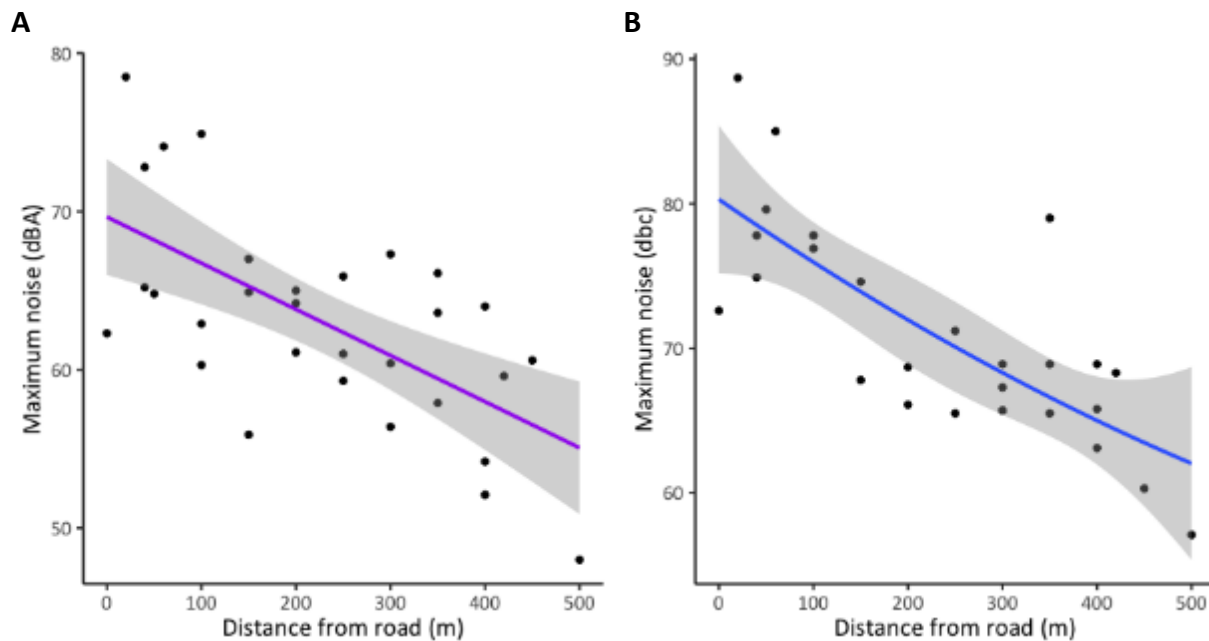 A
B
80
70
60
50
Maximum noise (dBA)
0 100 200 300 400 500
Distance from road (m)
90
80
70
60
Maximum noise (dbc)
0 100 200 300 400 500
Distance from road (m)